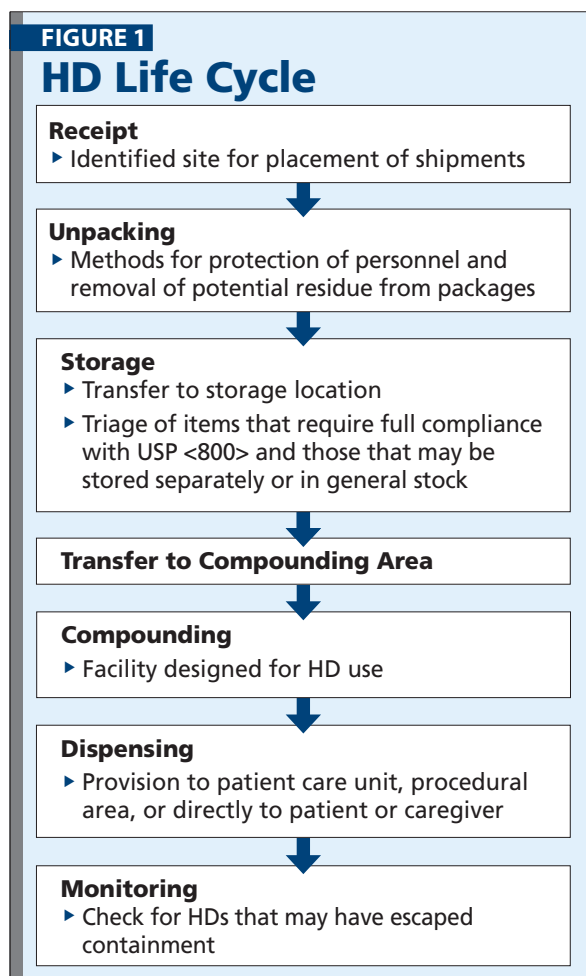 FIGURE 1
HD Life Cycle
Receipt
▶ Identified site for placement of shipments
Unpacking
▶ Methods for protection of personnel and
removal of potential residue from packages
Storage
▶ Transfer to storage location
▶ Triage of items that require full compliance
with USP <800> and those that may be
stored separately or in general stock
Transfer to Compounding Area
Compounding
▶ Facility designed for HD use
Dispensing
▶ Provision to patient care unit, procedural
area, or directly to patient or caregiver
Monitoring
▶ Check for HDs that may have escaped
containment